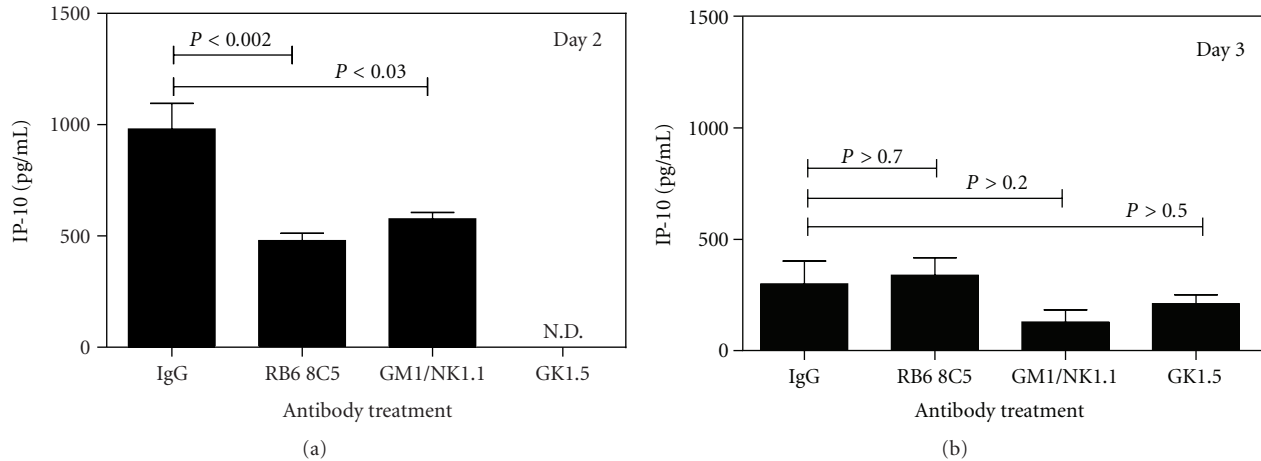 1500
1000
500
0
IP-10 (pg/mL)
Day 2
P < 0.002
P < 0.03
N.D.
IgG
RB6 8C5
GM1/NK1.1
GK1.5
Antibody treatment
(a)
1500
1000
500
0
IP-10 (pg/mL)
Day 3
P > 0.7
P > 0.2
P > 0.5
IgG
RB6 8C5
GM1/NK1.1
GK1.5
Antibody treatment
(b)